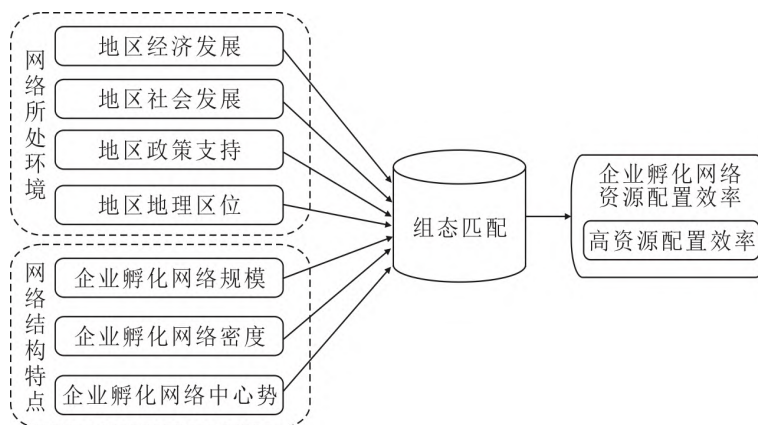 网络所处环境
地区经济发展
地区社会发展
地区政策支持
地区地理区位
网络结构特点
企业孵化网络规模
企业孵化网络密度
企业孵化网络中心势
组态匹配
企业孵化网络
资源配置效率
高资源配置效率